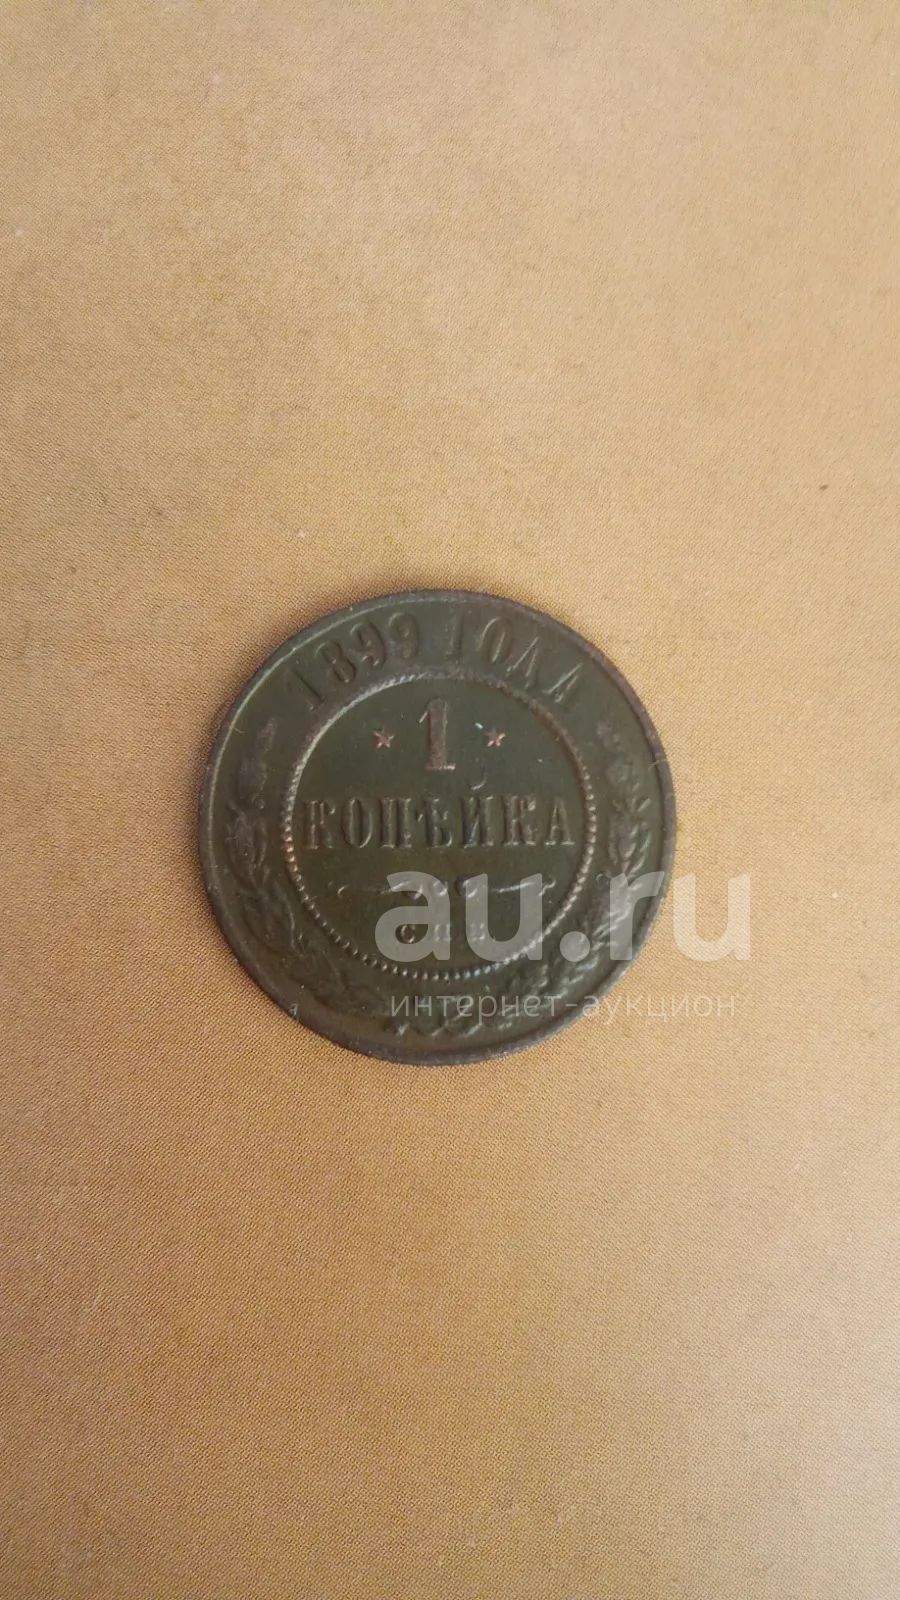 1899 ГОДА
1
КОПѢЙКА
С.П.Б.
au.ru
интернет-аукцион